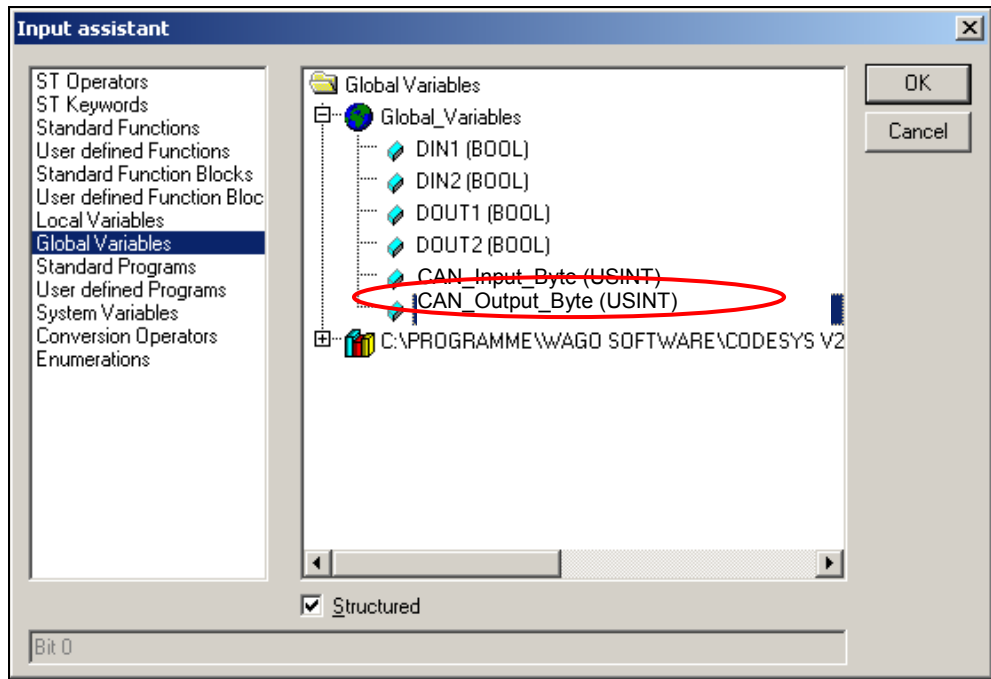 Input assistant
ST Operators
ST Keywords
Standard Functions
User defined Functions
Standard Function Blocks
User defined Function Bloc
Local Variables
Global Variables
Standard Programs
User defined Programs
System Variables
Conversion Operators
Enumerations
Global Variables
Global_Variables
DIN1 (BOOL)
DIN2 (BOOL)
DOUT1 (BOOL)
DOUT2 (BOOL)
CAN_Input_Byte (USINT)
CAN_Output_Byte (USINT)
C:\PROGRAMME\WAGO SOFTWARE\CODESYS V2
OK
Cancel
Structured
Bit 0